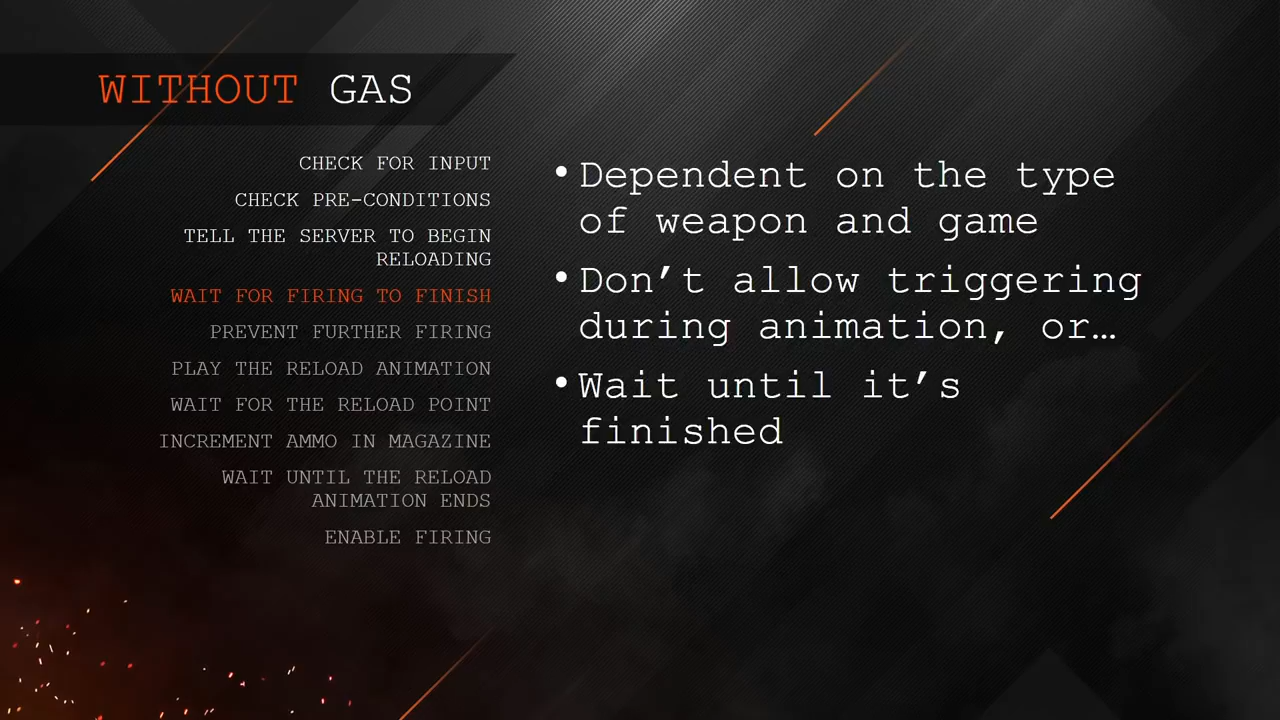 WITHOUT GAS
CHECK FOR INPUT
CHECK PRE-CONDITIONS
TELL THE SERVER TO BEGIN
RELOADING
WAIT FOR FIRING TO FINISH
PREVENT FURTHER FIRING
PLAY THE RELOAD ANIMATION
WAIT FOR THE RELOAD POINT
INCREMENT AMMO IN MAGAZINE
WAIT UNTIL THE RELOAD
ANIMATION ENDS
ENABLE FIRING
• Dependent on the type
of weapon and game
• Don’t allow triggering
during animation, or…
• Wait until it’s
finished